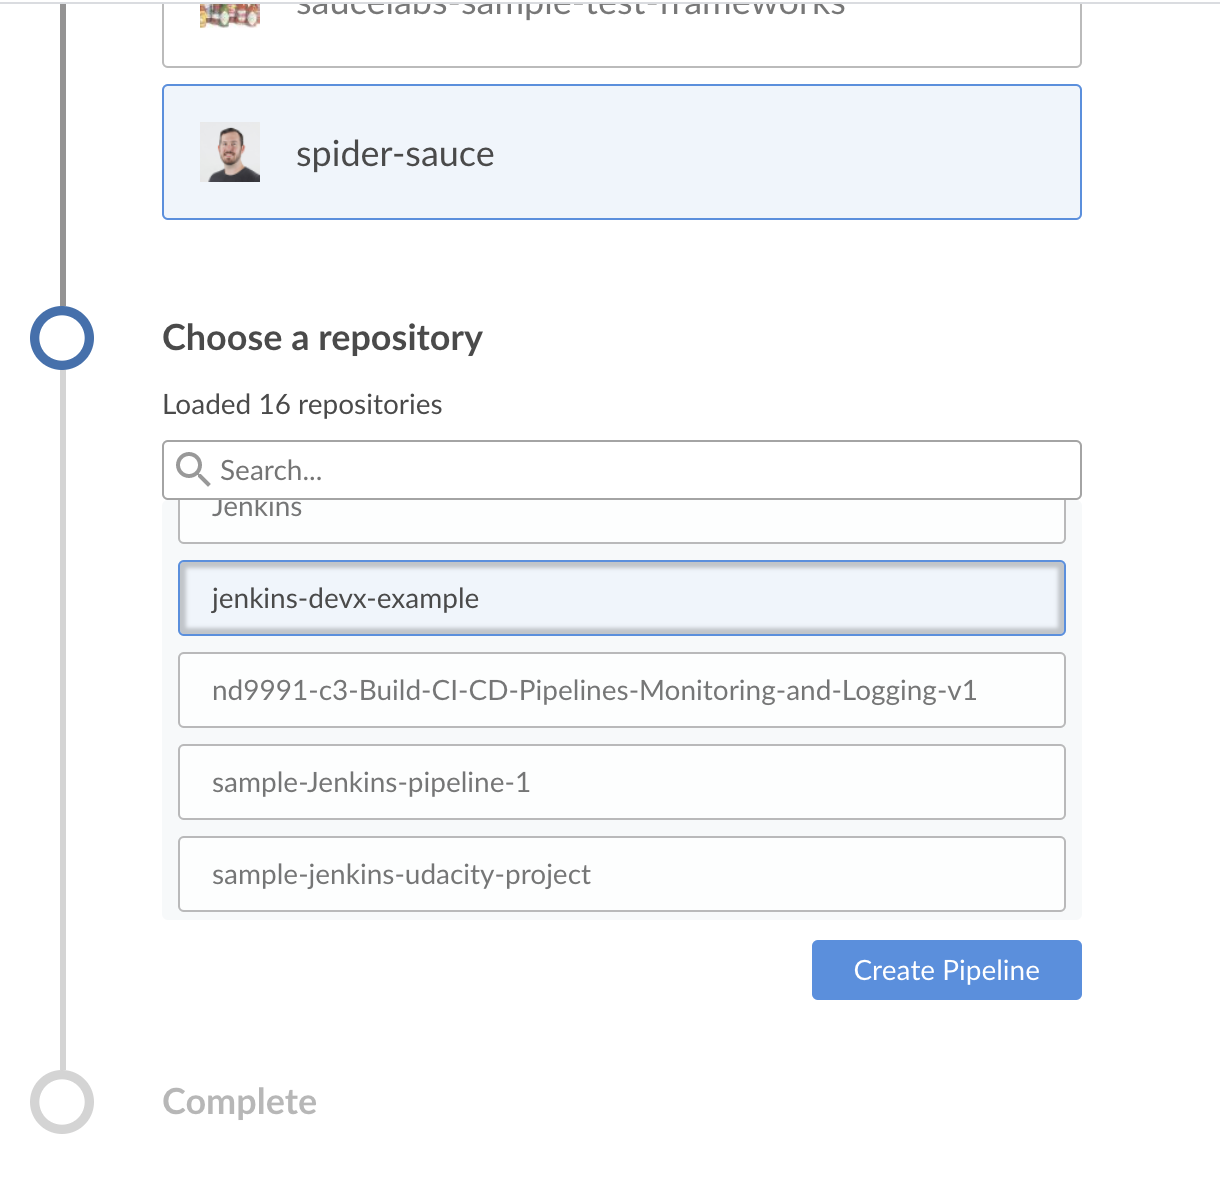 saucelabs-sample-test-frameworks
spider-sauce
Choose a repository
Loaded 16 repositories
Search...
Jenkins
jenkins-devx-example
nd9991-c3-Build-CI-CD-Pipelines-Monitoring-and-Logging-v1
sample-Jenkins-pipeline-1
sample-jenkins-udacity-project
Create Pipeline
Complete